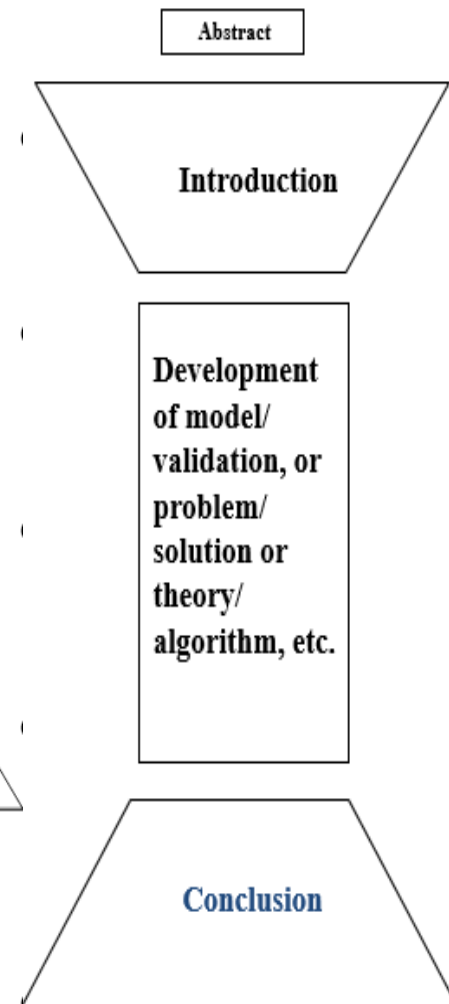 Abstract
Introduction
Development
of model/
validation, or
problem/
solution or
theory/
algorithm, etc.
Conclusion